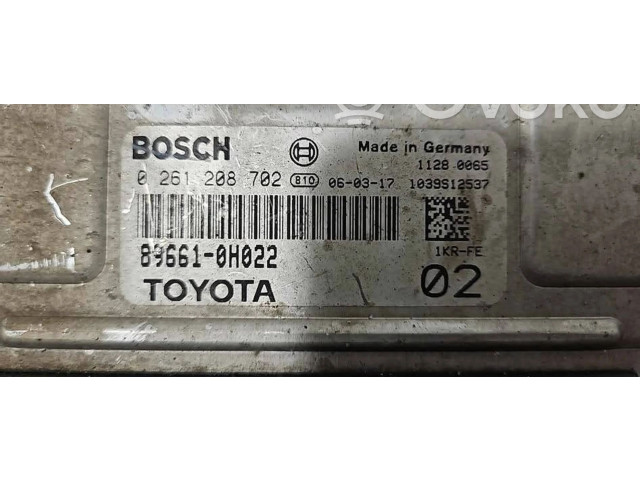 BOSCH Made in Germany
1128 0065
0 261 208 702 810 06-03-17 1039S12537
89661-0H022 1KR-FE
TOYOTA 02